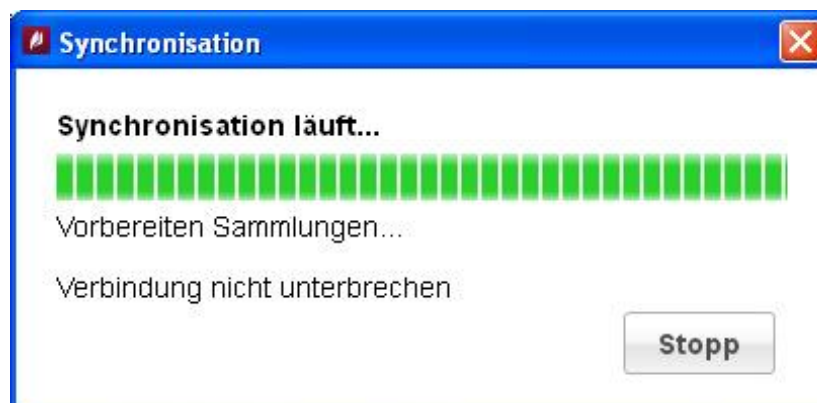 Synchronisation
Synchronisation läuft...
Vorbereiten Sammlungen...
Verbindung nicht unterbrechen
Stopp